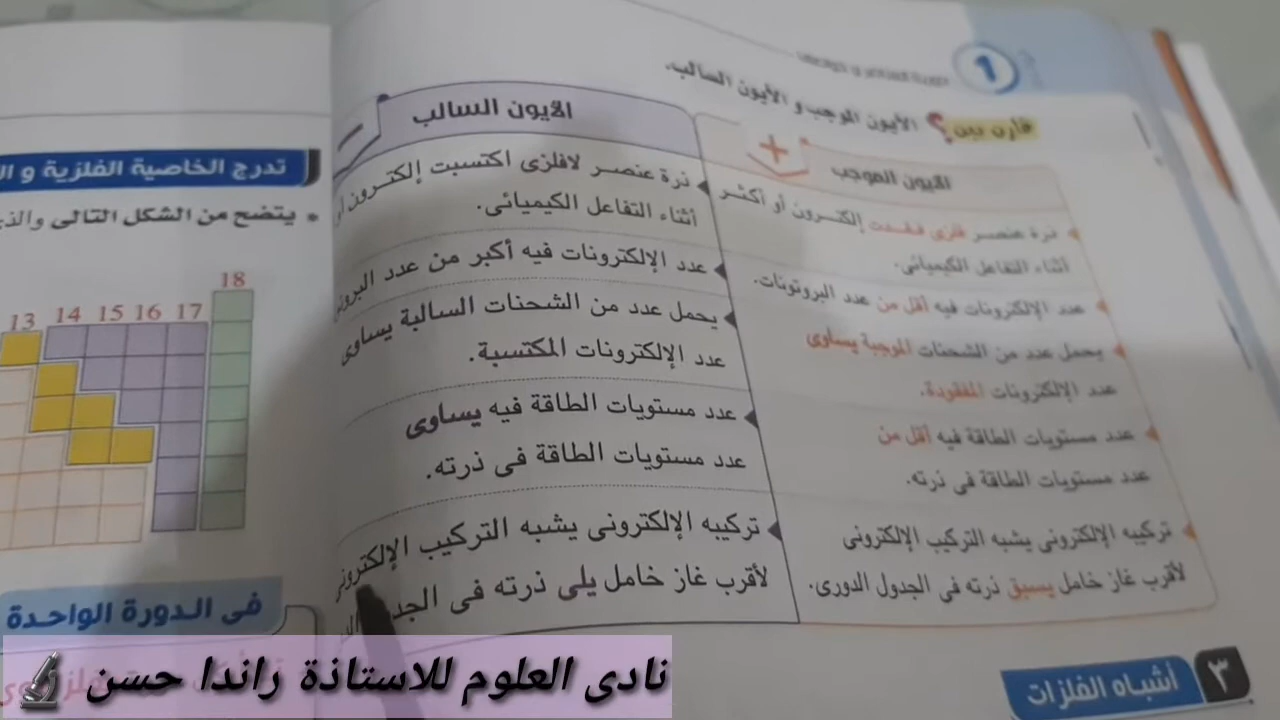 1
قارن بين ؟ الأيون الموجب و الأيون السالب.
الأيون الموجب
+
ذرة عنصر فلزى فقدت إلكترون أو أكثر
أثناء التفاعل الكيميائى.
عدد الإلكترونات فيه أقل من عدد البروتونات.
يحمل عدد من الشحنات الموجبة يساوى
عدد الإلكترونات المفقودة.
عدد مستويات الطاقة فيه أقل من
عدد مستويات الطاقة فى ذرته.
تركيبه الإلكترونى يشبه التركيب الإلكترونى
لأقرب غاز خامل يسبق ذرته فى الجدول الدورى.
الأيون السالب
−
ذرة عنصر لافلزى اكتسبت إلكترون أو
أثناء التفاعل الكيميائى.
عدد الإلكترونات فيه أكبر من عدد
يحمل عدد من الشحنات السالبة يساوى
عدد الإلكترونات المكتسبة.
عدد مستويات الطاقة فيه يساوى
عدد مستويات الطاقة فى ذرته.
تركيبه الإلكترونى يشبه التركيب الإلكترونى
لأقرب غاز خامل يلى ذرته فى
٣ أشباه الفلزات
تدرج الخاصية الفلزية و
* يتضح من الشكل التالى
18
13 14 15 16 17
فى الدورة الواحدة
نادى العلوم للاستاذة راندا حسن